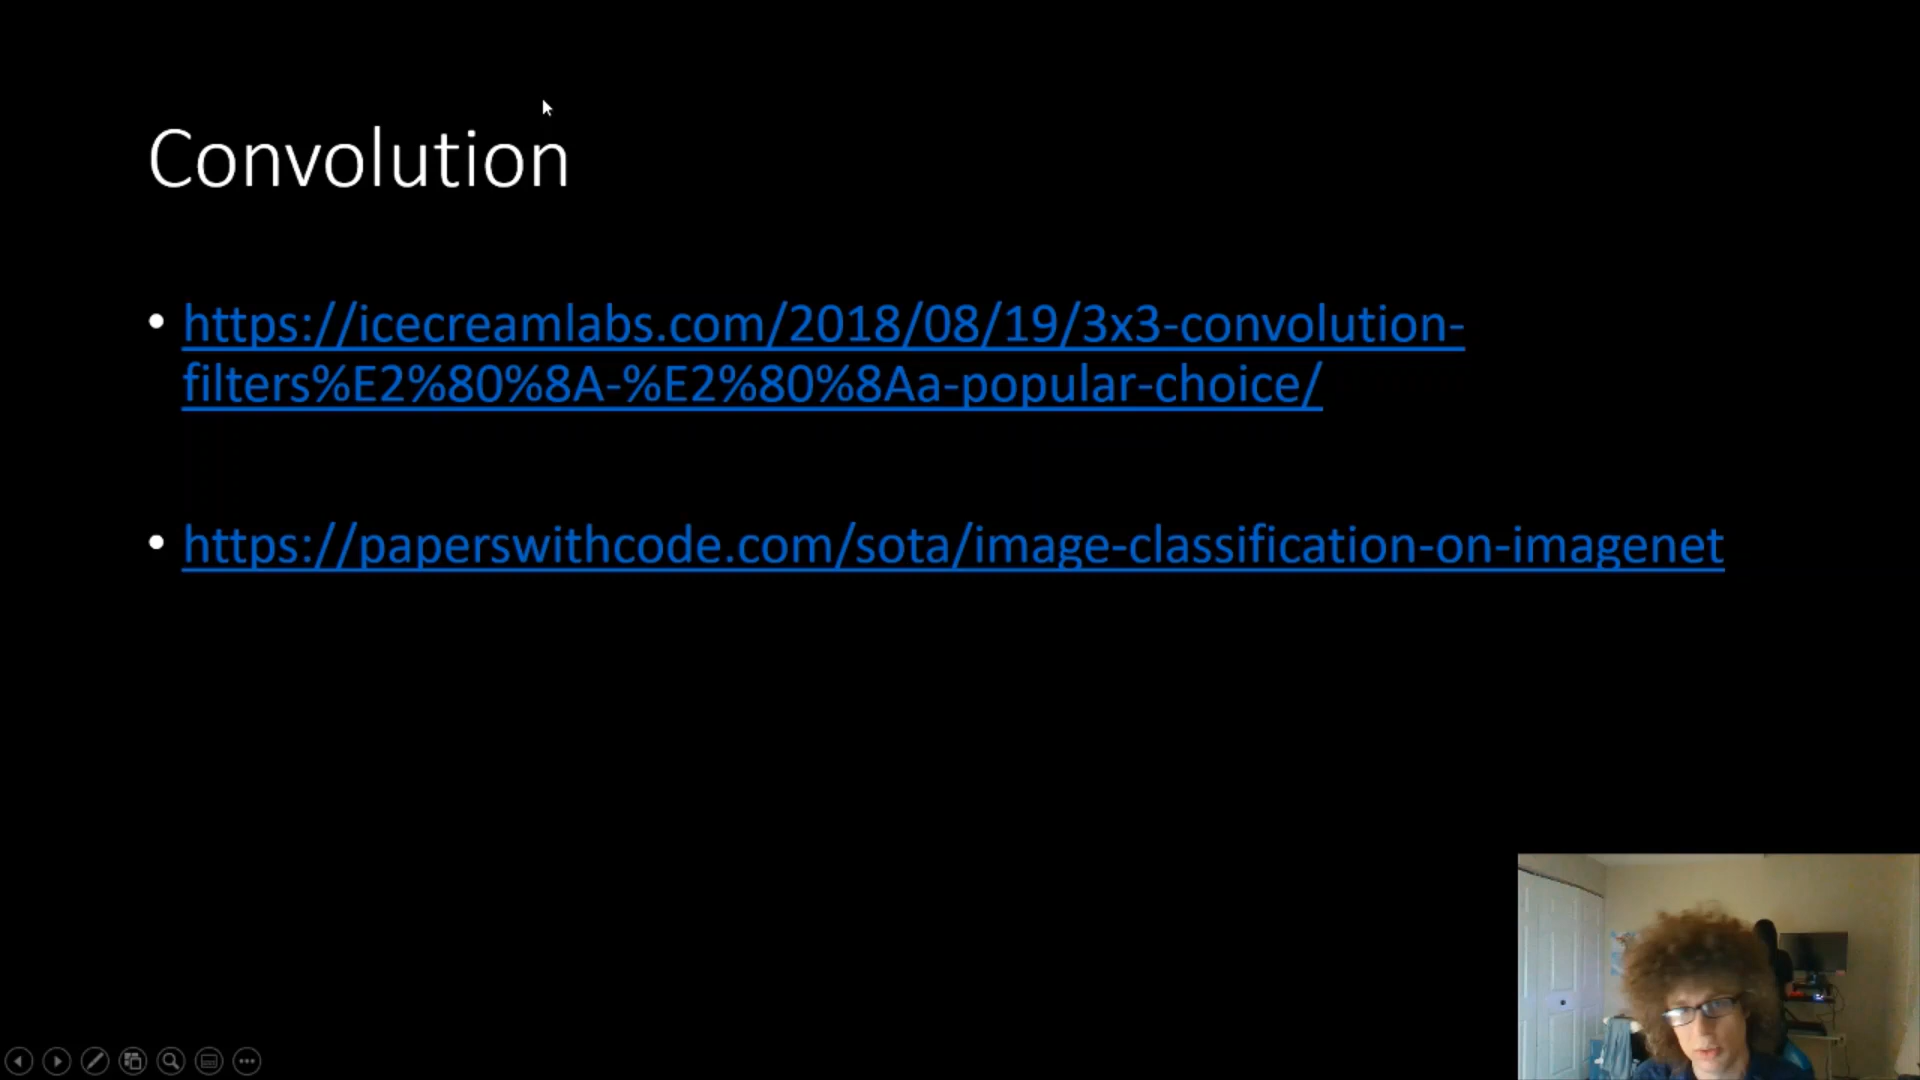 Convolution
• https://icecreamlabs.com/2018/08/19/3x3-convolution-
filters%E2%80%8A-%E2%80%8Aa-popular-choice/
• https://paperswithcode.com/sota/image-classification-on-imagenet